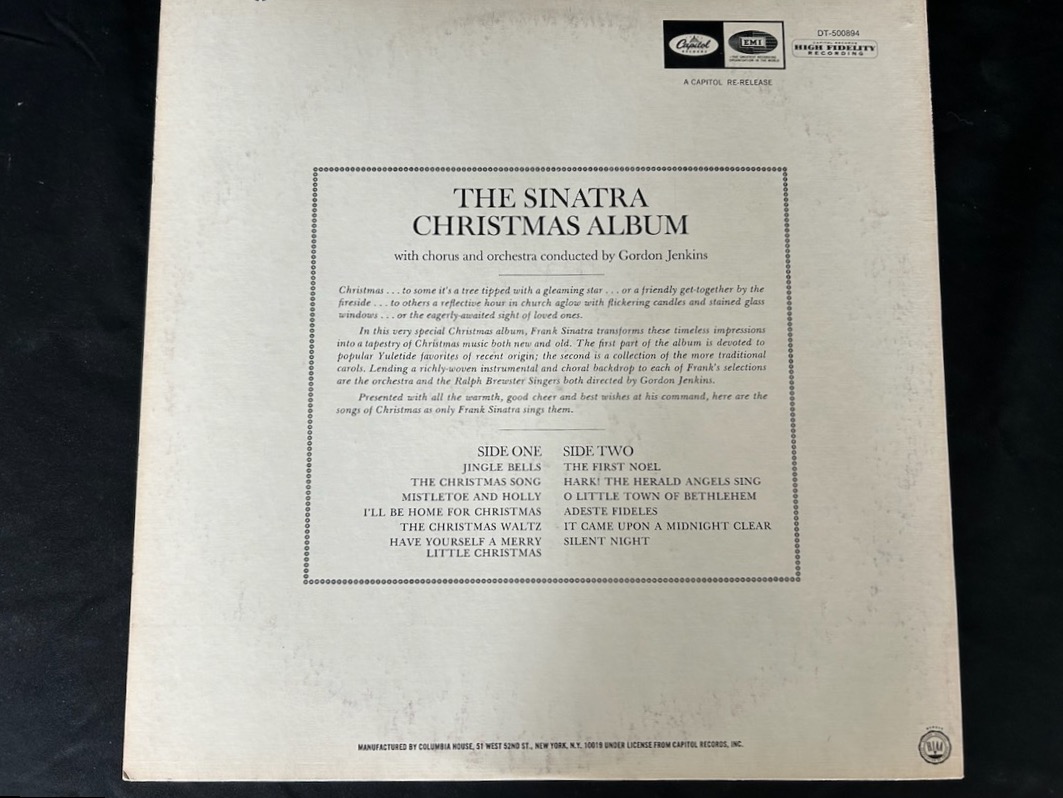 Capitol
RECORDS
EMI
DT-500894
CAPITOL RECORDS
HIGH FIDELITY
RECORDING
A CAPITOL RE-RELEASE
THE SINATRA
CHRISTMAS ALBUM
with chorus and orchestra conducted by Gordon Jenkins
Christmas . . . to some it's a tree tipped with a gleaming star . . . or a friendly get-together by the
fireside . . . to others a reflective hour in church aglow with flickering candles and stained glass
windows . . . or the eagerly-awaited sight of loved ones.
In this very special Christmas album, Frank Sinatra transforms these timeless impressions
into a tapestry of Christmas music both new and old. The first part of the album is devoted to
popular Yuletide favorites of recent origin; the second is a collection of the more traditional
carols. Lending a richly-woven instrumental and choral backdrop to each of Frank's selections
are the orchestra and the Ralph Brewster Singers both directed by Gordon Jenkins.
Presented with all the warmth, good cheer and best wishes at his command, here are the
songs of Christmas as only Frank Sinatra sings them.
SIDE ONE
JINGLE BELLS
THE CHRISTMAS SONG
MISTLETOE AND HOLLY
I'LL BE HOME FOR CHRISTMAS
THE CHRISTMAS WALTZ
HAVE YOURSELF A MERRY
LITTLE CHRISTMAS
SIDE TWO
THE FIRST NOEL
HARK! THE HERALD ANGELS SING
O LITTLE TOWN OF BETHLEHEM
ADESTE FIDELES
IT CAME UPON A MIDNIGHT CLEAR
SILENT NIGHT
MANUFACTURED BY COLUMBIA HOUSE, 51 WEST 52ND ST., NEW YORK, N.Y. 10019 UNDER LICENSE FROM CAPITOL RECORDS, INC.
RIAA